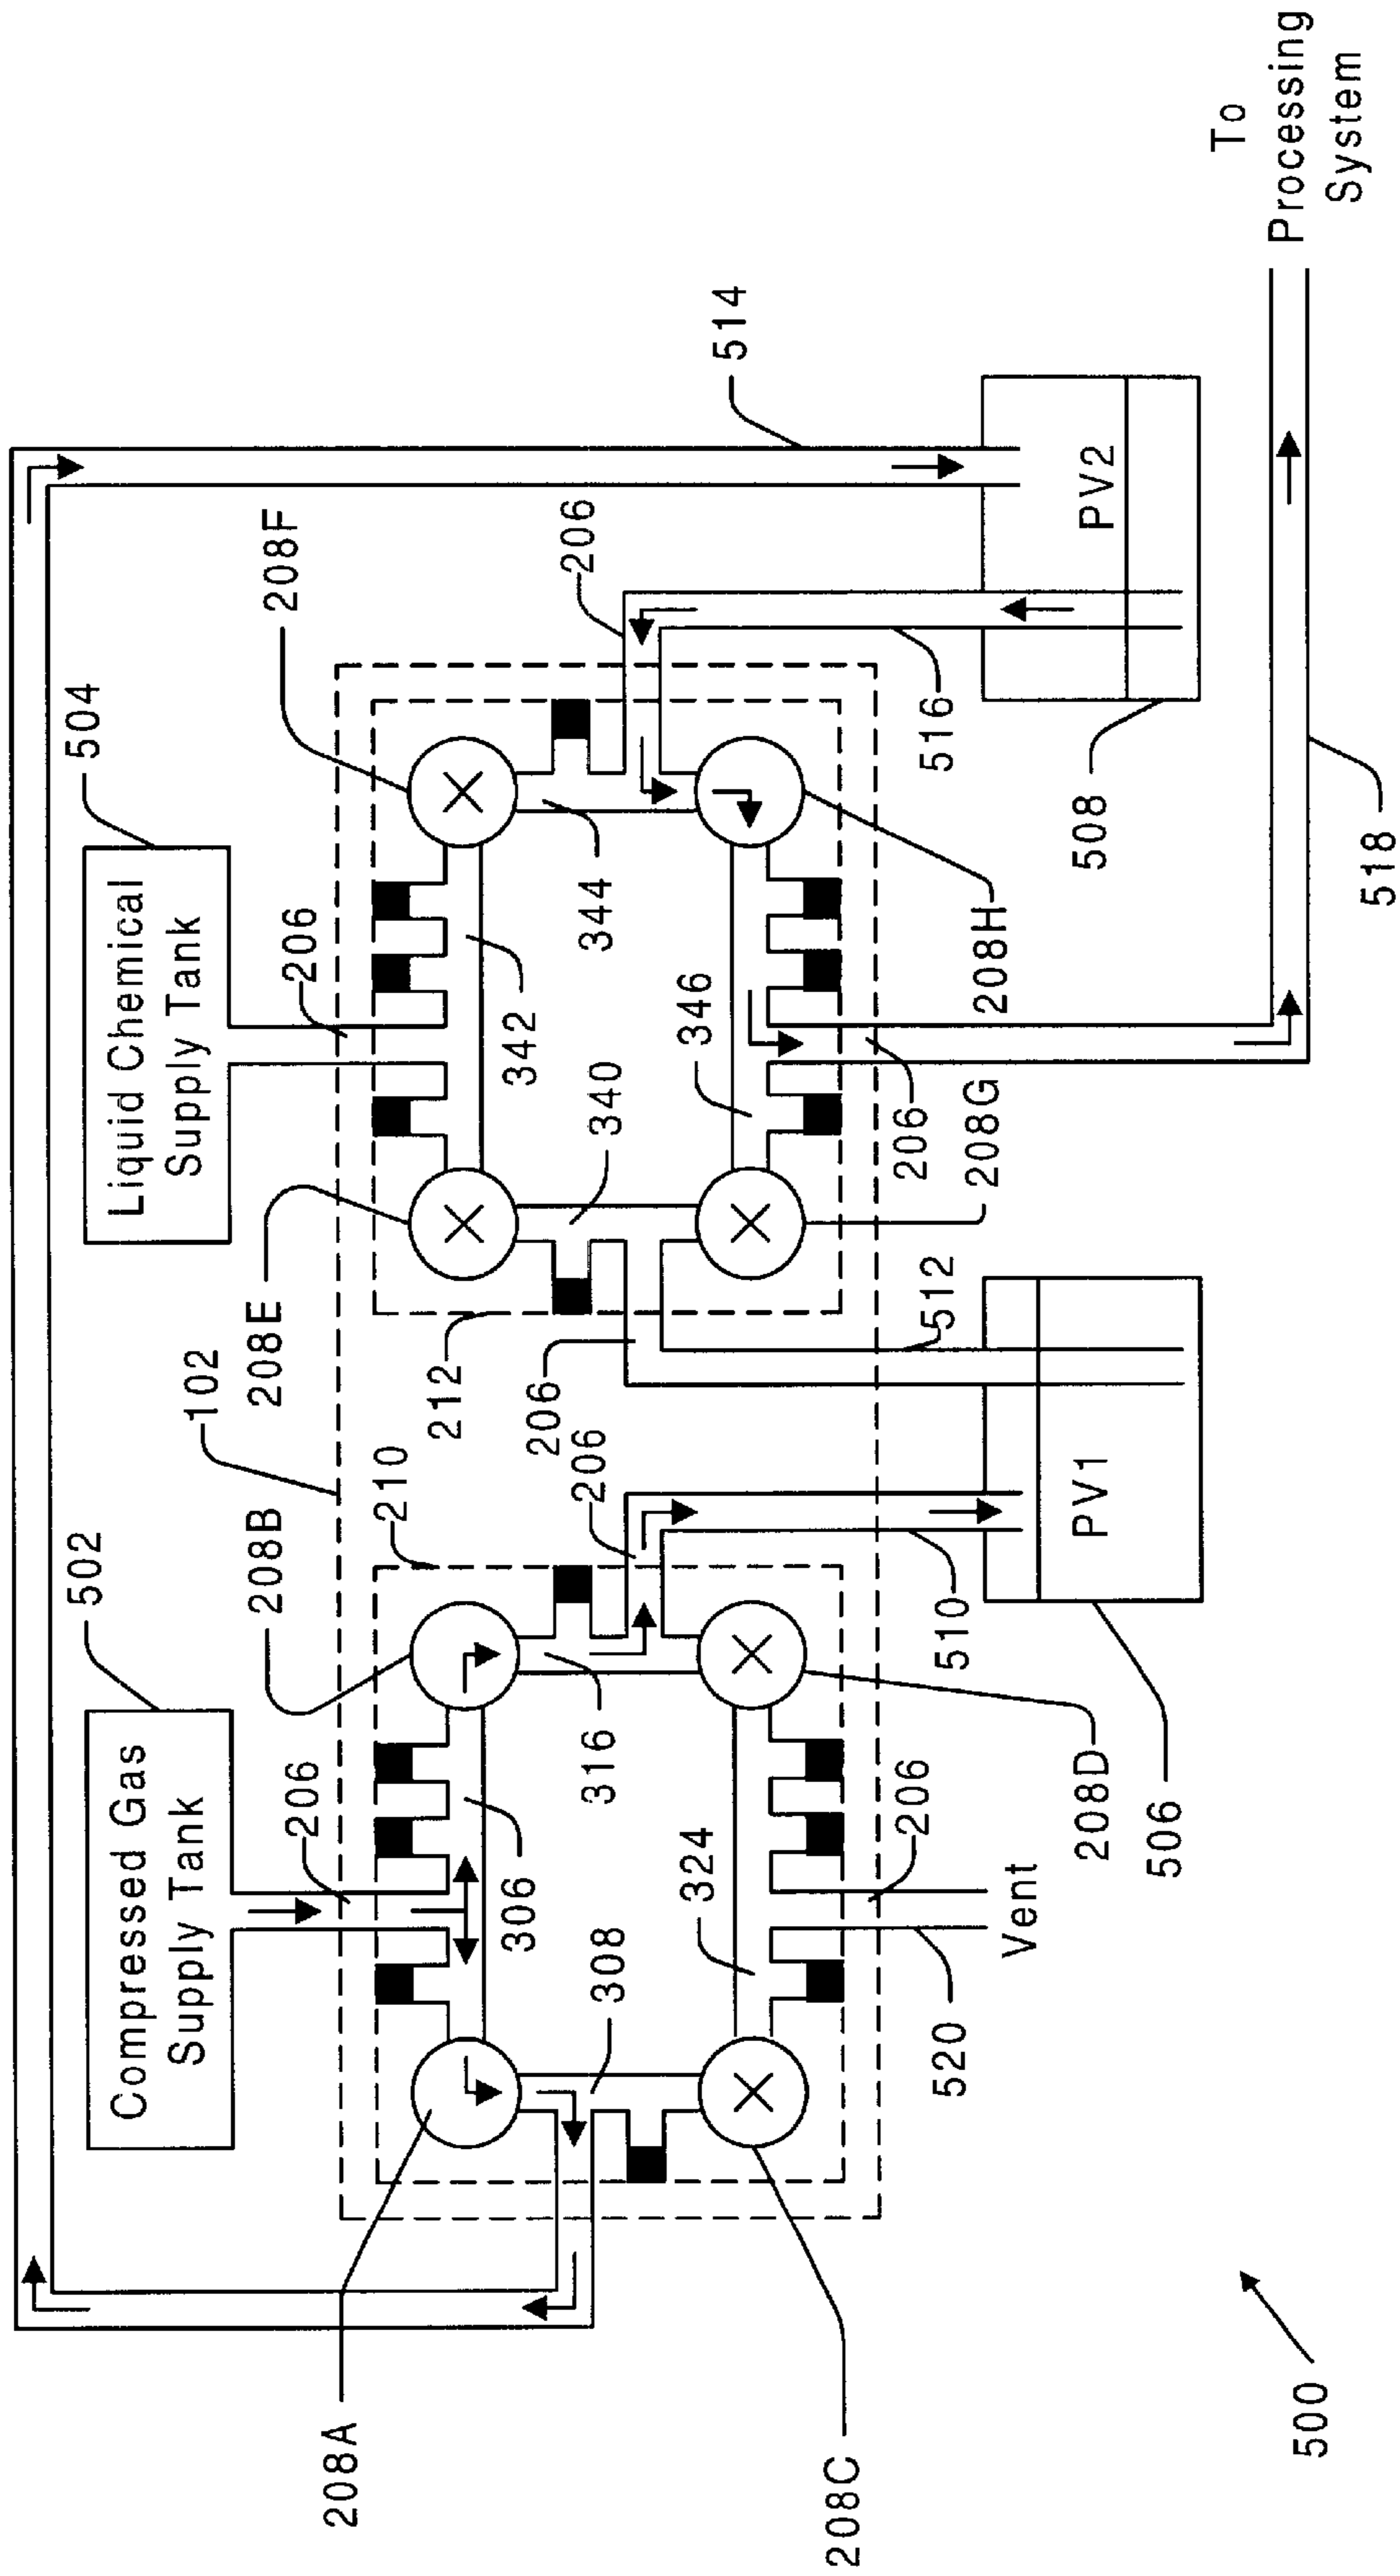 502
Compressed Gas
Supply Tank
206
504
Liquid Chemical
Supply Tank
206
208A
208B
102
208E
208F
210
212
306
316
308
324
342
344
340
346
206
206
206
514
208C
208D
208G
208H
206
206
520
Vent
510
512
516
PV1
PV2
506
508
518
To
Processing
System
500